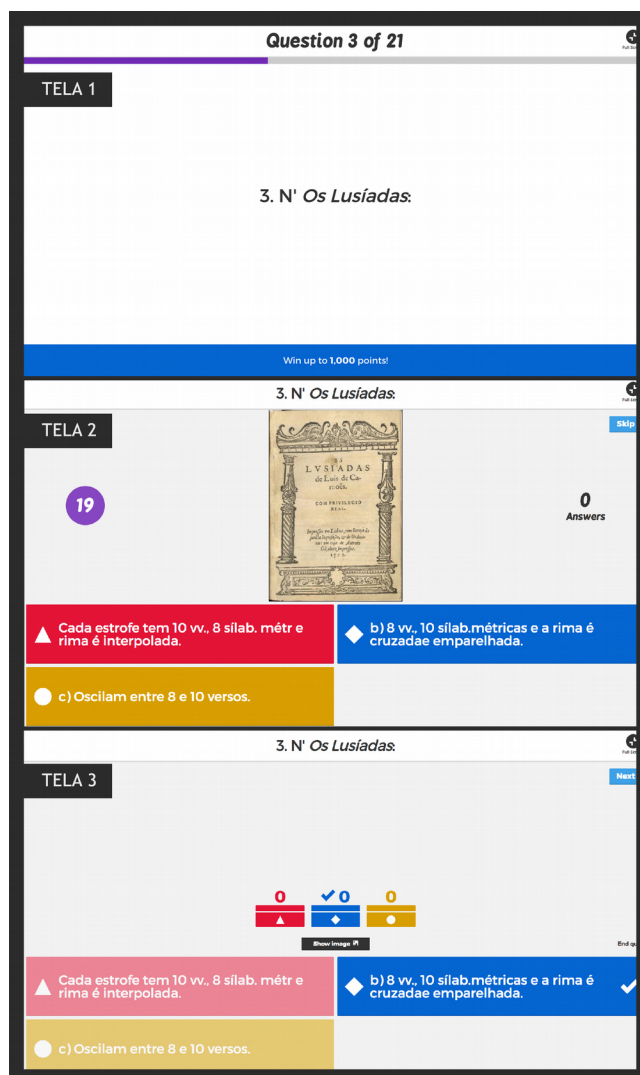 Question 3 of 21
TELA 1
3. N' Os Lusíadas:
Win up to 1,000 points!
3. N' Os Lusíadas:
TELA 2
Skip
19
LVSIADAS
de Luis de Ca-
mões.
COM PRIVILEGIO
REAL.
0
Answers
Cada estrofe tem 10 vv., 8 sílab. métr e
rima é interpolada.
b) 8 vv., 10 sílab.métricas e a rima é
cruzadae emparelhada.
c) Oscilam entre 8 e 10 versos.
3. N' Os Lusíadas:
TELA 3
Next
0 0 0
Show image
End
Cada estrofe tem 10 vv., 8 sílab. métr e
rima é interpolada.
b) 8 vv., 10 sílab.métricas e a rima é
cruzadae emparelhada.
c) Oscilam entre 8 e 10 versos.